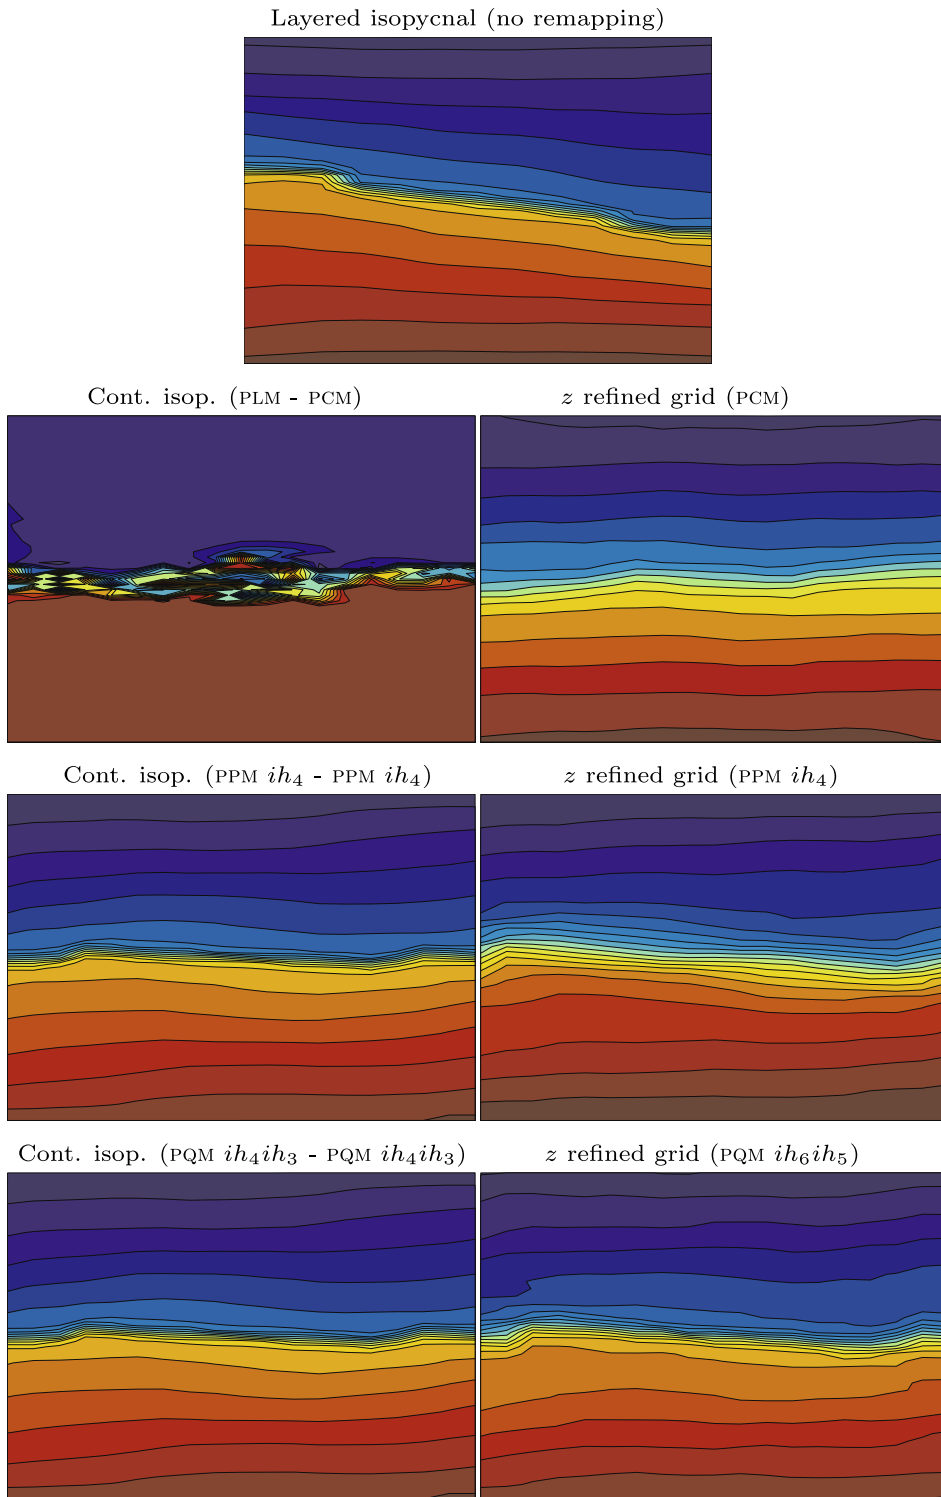 Layered isopycnal (no remapping)
Cont. isop. (PLM - PCM)
z refined grid (PCM)
Cont. isop. (PPM ih₄ - PPM ih₄)
z refined grid (PPM ih₄)
Cont. isop. (PQM ih₄ih₃ - PQM ih₄ih₃)
z refined grid (PQM ih₆ih₅)